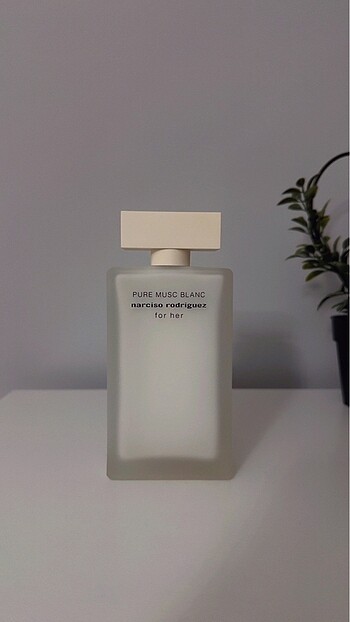 PURE MUSC BLANC
narciso rodriguez
for her